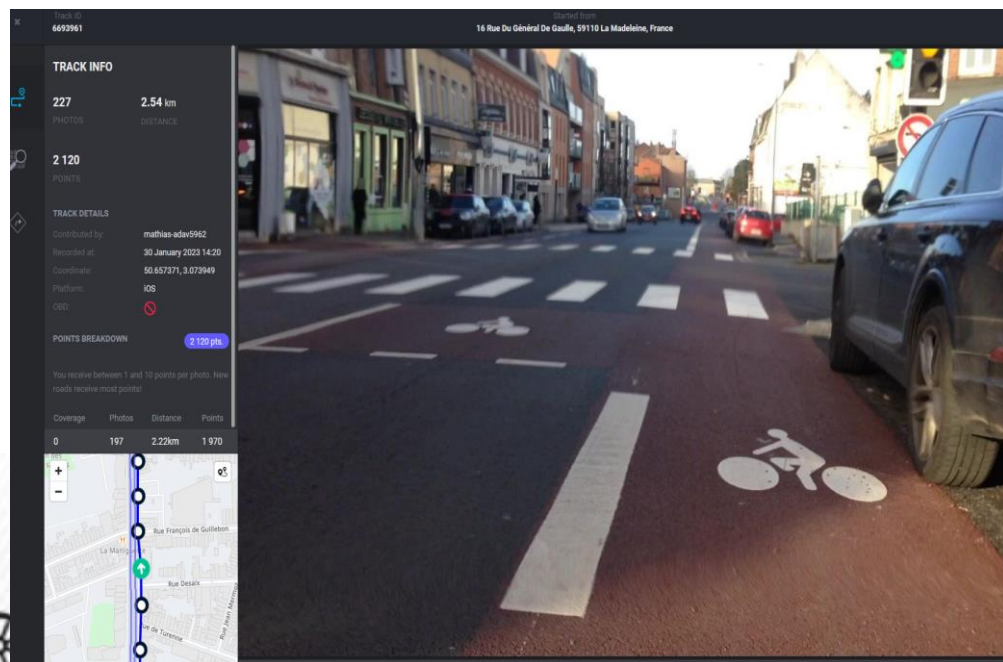 Track ID
6693961
Started from
16 Rue Du Général De Gaulle, 59110 La Madeleine, France
TRACK INFO
227
PHOTOS
2.54 km
DISTANCE
2 120
POINTS
TRACK DETAILS
Contributed by: mathias-adav5962
Recorded at: 30 January 2023 14:20
Coordinate: 50.657371, 3.073949
Platform: iOS
OBD:
POINTS BREAKDOWN
2 120 pts.
You receive between 1 and 10 points per photo. New
roads receive most points!
Coverage Photos Distance Points
0 197 2.22km 1 970
+
−
Rue François de Guillebon
Rue Desaix
Rue Jean Mermoz